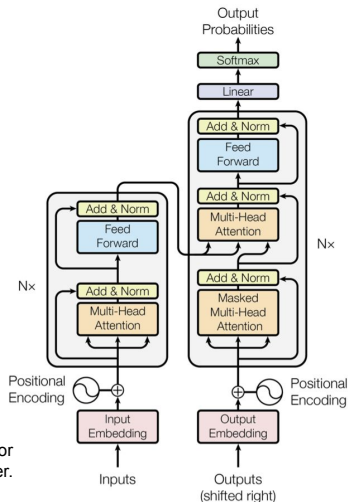 Output
Probabilities
Softmax
Linear
Add & Norm
Feed
Forward
Add & Norm
Multi-Head
Attention
Add & Norm
Masked
Multi-Head
Attention
Nx
Positional
Encoding
Output
Embedding
Outputs
(shifted right)
Add & Norm
Feed
Forward
Add & Norm
Multi-Head
Attention
Nx
Positional
Encoding
Input
Embedding
Inputs
or
er.